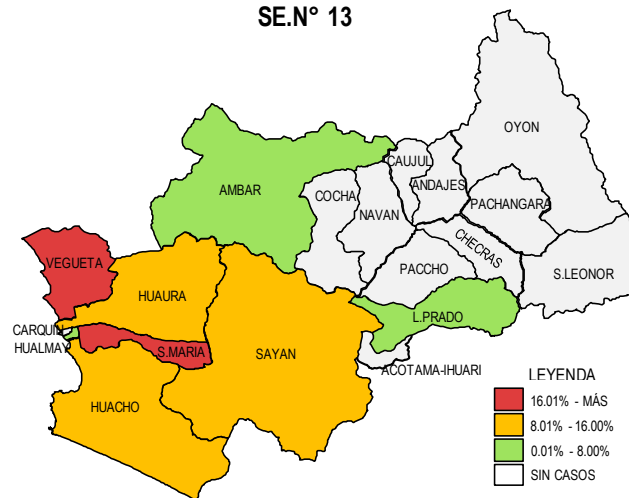 SE.N° 13
OYON
CAUJUL
AMBAR
ANDAJES
COCHA
PACHANGARA
NAVAN
CHECRAS
VEGUETA
PACCHO
S.LEONOR
HUAURA
L.PRADO
CARQUIN
HUALMAY
S.MARIA
SAYAN
ACOTAMA-IHUARI
HUACHO
LEYENDA
16.01% - MÁS
8.01% - 16.00%
0.01% - 8.00%
SIN CASOS